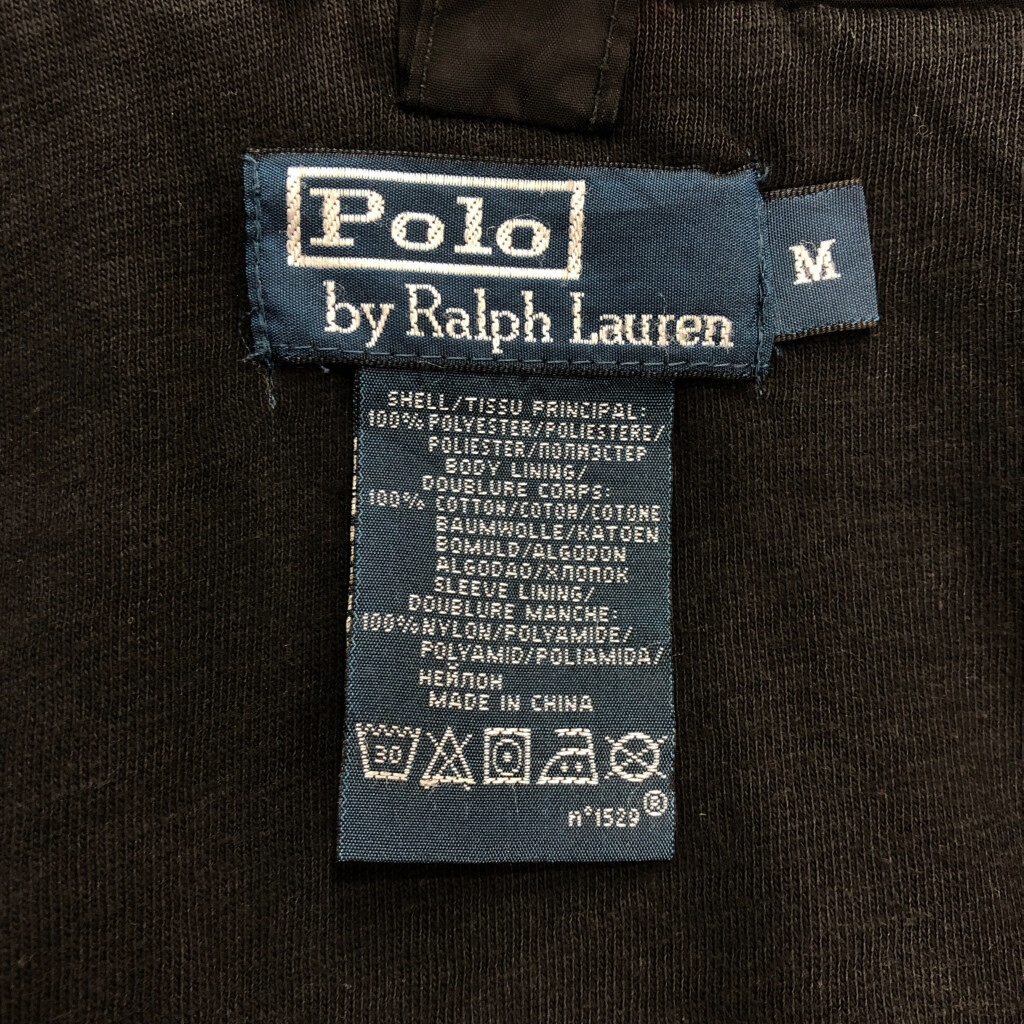 Polo
by Ralph Lauren
M
SHELL/TISSU PRINCIPAL:
100% POLYESTER/POLIESTERE/
POLIESTER/ПОЛИЭСТЕР
BODY LINING/
DOUBLURE CORPS:
100% COTTON/COTON/COTONE
BAUMWOLLE/KATOEN
BOMULD/ALGODON
ALGODAO/ХЛОПОК
SLEEVE LINING/
DOUBLURE MANCHE:
100%NYLON/POLYAMIDE/
POLYAMID/POLIAMIDA/
НЕЙЛОН
MADE IN CHINA
30
n°1529®